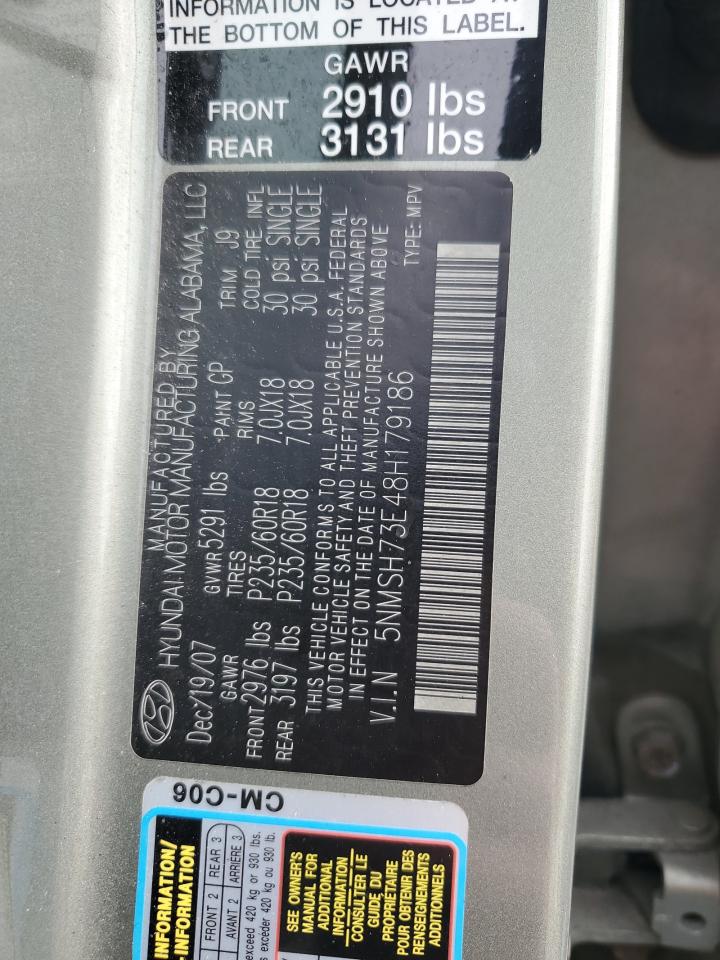 INFORMATION IS LOCATED AT
THE BOTTOM OF THIS LABEL.
GAWR
FRONT 2910 lbs
REAR 3131 lbs
MANUFACTURED BY
HYUNDAI MOTOR MANUFACTURING ALABAMA, LLC
Dec/19/07 GVWR 5291 lbs PAINT GP TRIM J9
GAWR TIRES RIMS COLD TIRE INFL
FRONT 2976 lbs P235/60R18 7.0JX18 30 psi SINGLE
REAR 3197 lbs P235/60R18 7.0JX18 30 psi SINGLE
THIS VEHICLE CONFORMS TO ALL APPLICABLE U.S.A. FEDERAL
MOTOR VEHICLE SAFETY AND THEFT PREVENTION STANDARDS
IN EFFECT ON THE DATE OF MANUFACTURE SHOWN ABOVE
V.I.N 5NMSH73E48H179186
TYPE: MPV
CM-C06
INFORMATION/
-INFORMATION
FRONT 2 REAR 3
AVANT 2 ARRIÈRE 3
exceed 420 kg or 930 lbs.
excéder 420 kg ou 930 lb.
SEE OWNER'S
MANUAL FOR
ADDITIONAL
INFORMATION
CONSULTER LE
GUIDE DU
PROPRIÉTAIRE
POUR OBTENIR DES
RENSEIGNEMENTS
ADDITIONNELS